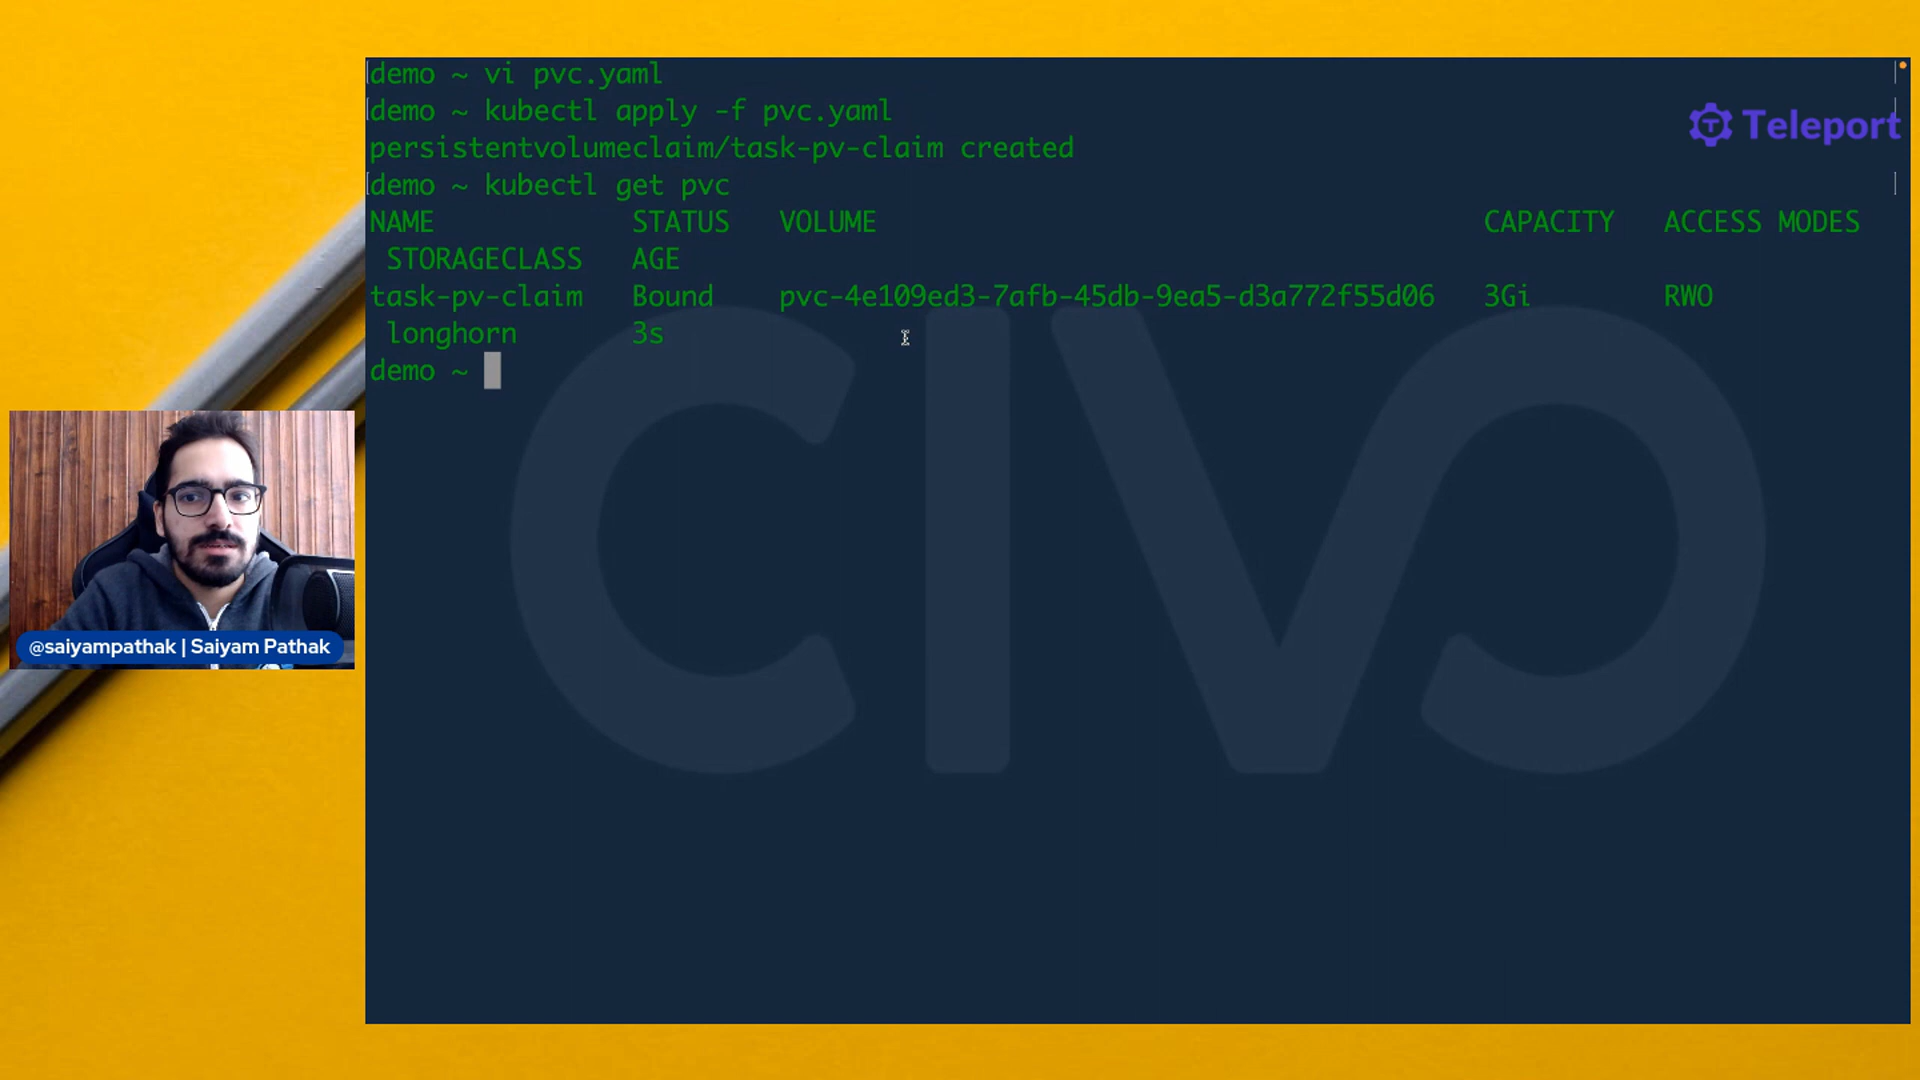 demo ~ vi pvc.yaml
demo ~ kubectl apply -f pvc.yaml
persistentvolumeclaim/task-pv-claim created
demo ~ kubectl get pvc
NAME STATUS VOLUME CAPACITY ACCESS MODES
STORAGECLASS AGE
task-pv-claim Bound pvc-4e109ed3-7afb-45db-9ea5-d3a772f55d06 3Gi RWO
longhorn 3s
demo ~
Teleport
CIVO
@saiyampathak | Saiyam Pathak